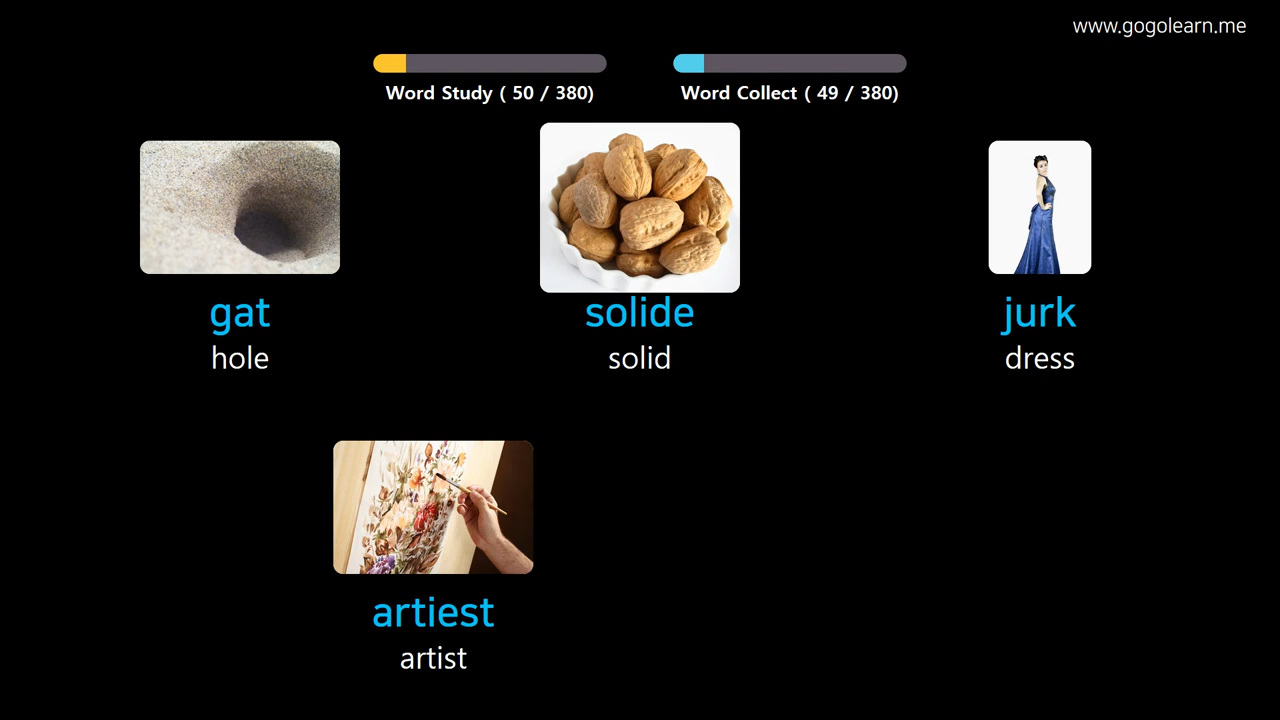 www.gogolearn.me
Word Study ( 50 / 380)
Word Collect ( 49 / 380)
gat
hole
solide
solid
jurk
dress
artiest
artist